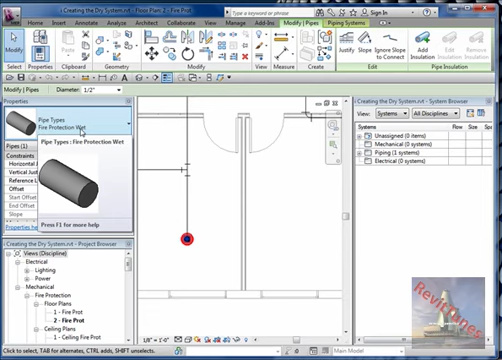 Creating the Dry System.rvt - Floor Plan: 2 - Fire Prot
Type a keyword or phrase
Home Insert Annotate Analyze Architect Collaborate View Manage Add-Ins Modify | Pipes Piping Systems
Modify
Justify Slope Ignore Slope to Connect
Add Insulation Edit Insulation Remove Insulation
Select Properties Clipboard Geometry Modify Edit Pipe Insulation
Modify | Pipes Diameter: 1/2"
Properties
Pipe Types
Fire Protection Wet
Pipe Types : Fire Protection Wet
Pipes (1)
Constraints
Horizontal
Vertical Just
Reference L
Offset
Start Offset
End Offset
Slope
Properties he
Press F1 for more help
Creating the Dry System.rvt - Project Browser
Views (Discipline)
Electrical
Lighting
Power
Mechanical
Fire Protection
Floor Plans
1 - Fire Prot
2 - Fire Prot
Ceiling Plans
1 - Ceiling Fire Prot
Creating the Dry System.rvt - System Browser
View: Systems All Disciplines
Systems Flow Size
Unassigned (0 items)
Mechanical (0 systems)
Piping (1 systems)
Electrical (0 systems)
RevitTunes
1/8" = 1'-0"
Click to select, TAB for alternates, CTRL adds, SHIFT unselects. Main Model